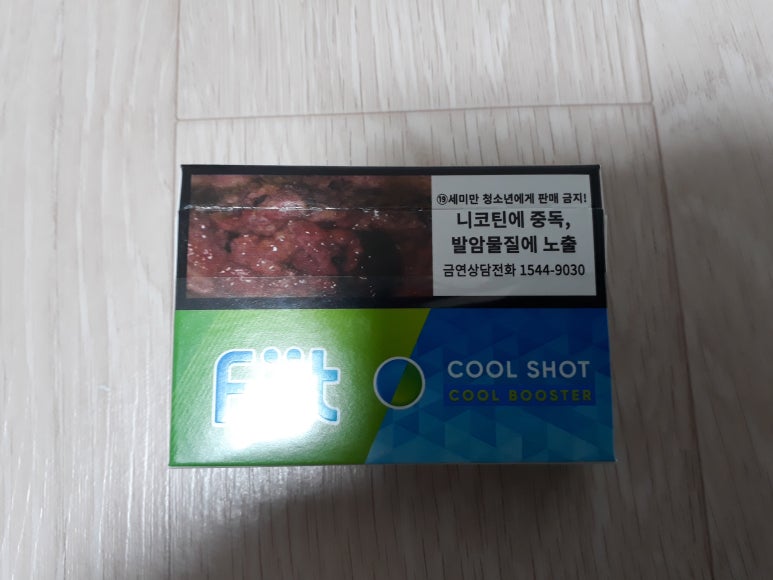 ⑲세미만 청소년에게 판매 금지!
니코틴에 중독,
발암물질에 노출
금연상담전화 1544-9030
Fiit
COOL SHOT
COOL BOOSTER